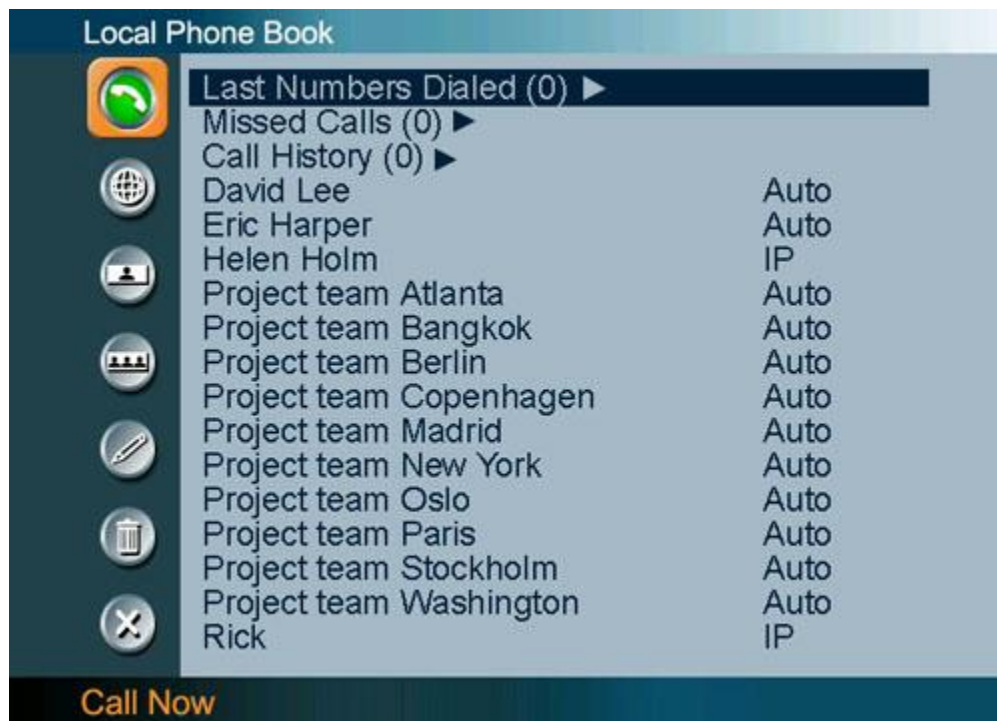 Local Phone Book
Last Numbers Dialed (0) ►
Missed Calls (0) ►
Call History (0) ►
David Lee Auto
Eric Harper Auto
Helen Holm IP
Project team Atlanta Auto
Project team Bangkok Auto
Project team Berlin Auto
Project team Copenhagen Auto
Project team Madrid Auto
Project team New York Auto
Project team Oslo Auto
Project team Paris Auto
Project team Stockholm Auto
Project team Washington Auto
Rick IP
Call Now